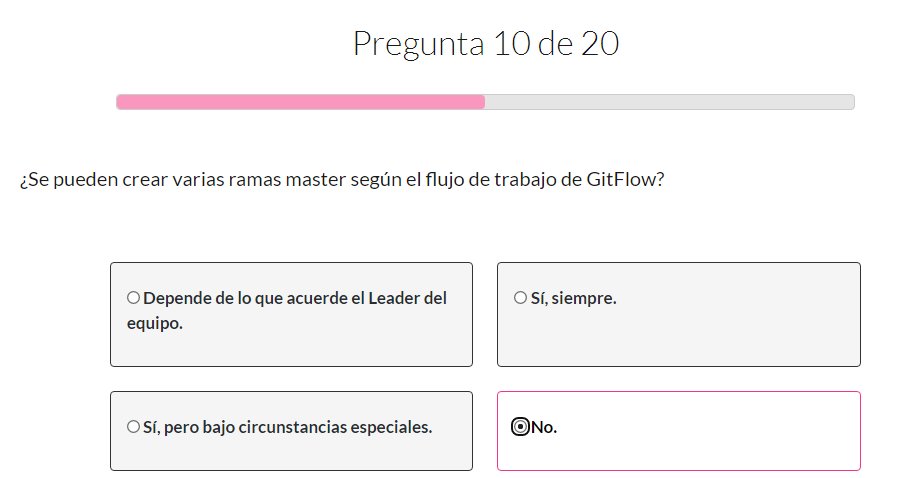 Pregunta 10 de 20
¿Se pueden crear varias ramas master según el flujo de trabajo de GitFlow?
Depende de lo que acuerde el Leader del
equipo.
Sí, siempre.
Sí, pero bajo circunstancias especiales.
No.